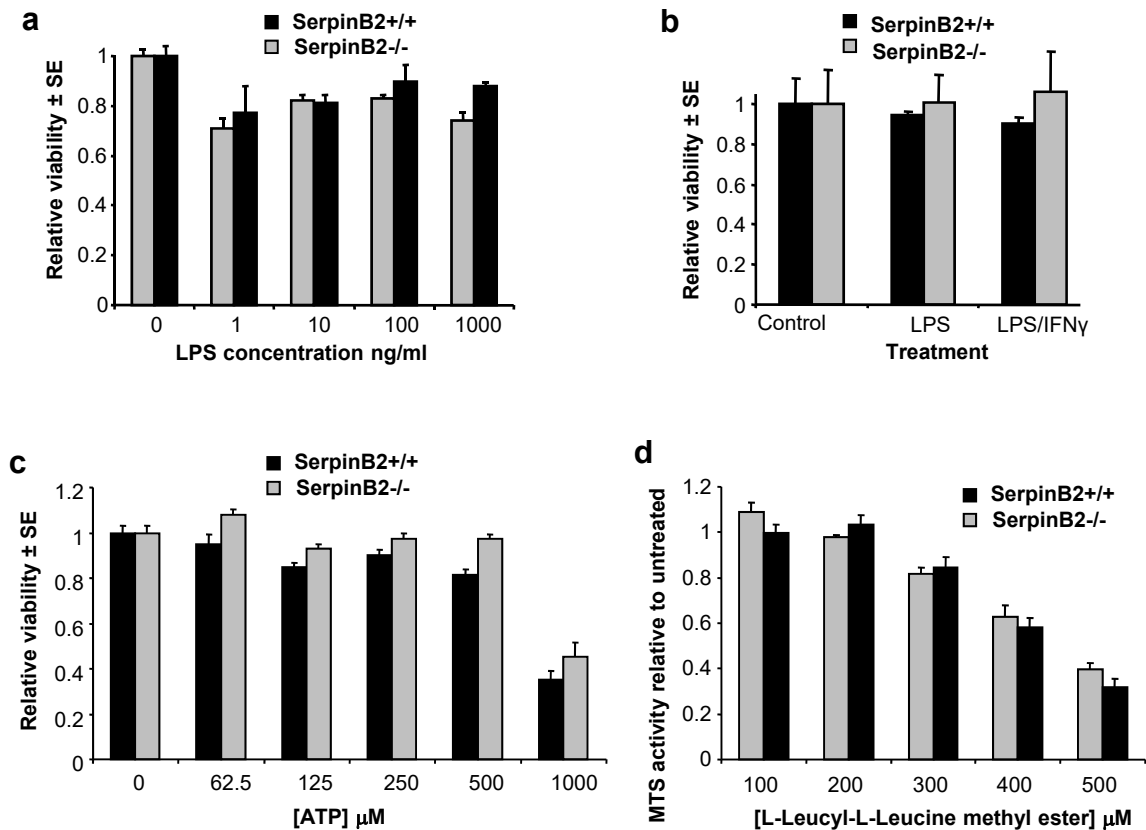 a
SerpinB2+/+
SerpinB2-/-
Relative viability ± SE
1
0.8
0.6
0.4
0.2
0
0 1 10 100 1000
LPS concentration ng/ml
b
SerpinB2+/+
SerpinB2-/-
Relative viability ± SE
1.2
1
0.8
0.6
0.4
0.2
0
Control LPS LPS/IFNγ
Treatment
c
SerpinB2+/+
SerpinB2-/-
Relative viability ± SE
1.2
1
0.8
0.6
0.4
0.2
0
0 62.5 125 250 500 1000
[ATP] μM
d
SerpinB2+/+
SerpinB2-/-
MTS activity relative to untreated
1.2
1
0.8
0.6
0.4
0.2
0
100 200 300 400 500
[L-Leucyl-L-Leucine methyl ester] μM